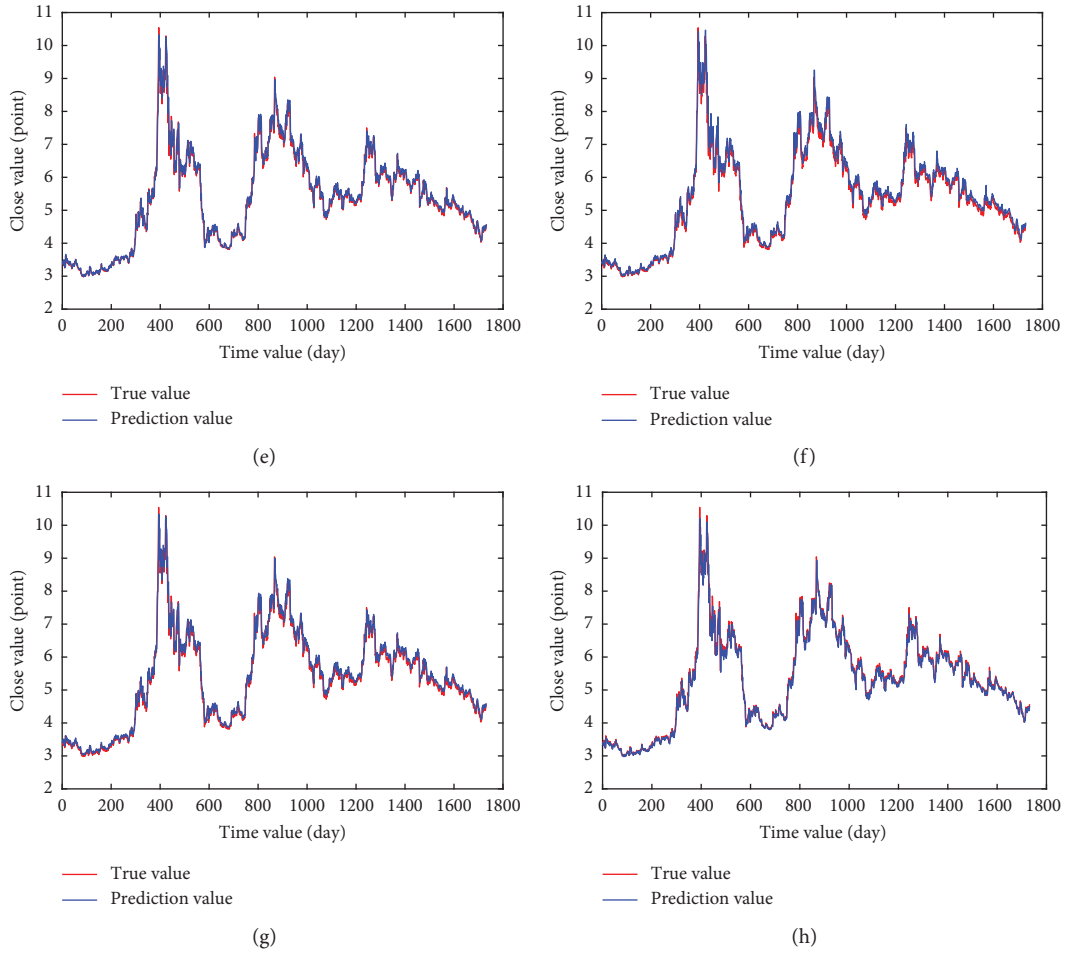 11
10
9
8
7
6
5
4
3
2
Close value (point)
0 200 400 600 800 1000 1200 1400 1600 1800
Time value (day)
True value
Prediction value
(e)
11
10
9
8
7
6
5
4
3
2
Close value (point)
0 200 400 600 800 1000 1200 1400 1600 1800
Time value (day)
True value
Prediction value
(f)
11
10
9
8
7
6
5
4
3
2
Close value (point)
0 200 400 600 800 1000 1200 1400 1600 1800
Time value (day)
True value
Prediction value
(g)
11
10
9
8
7
6
5
4
3
2
Close value (point)
0 200 400 600 800 1000 1200 1400 1600 1800
Time value (day)
True value
Prediction value
(h)